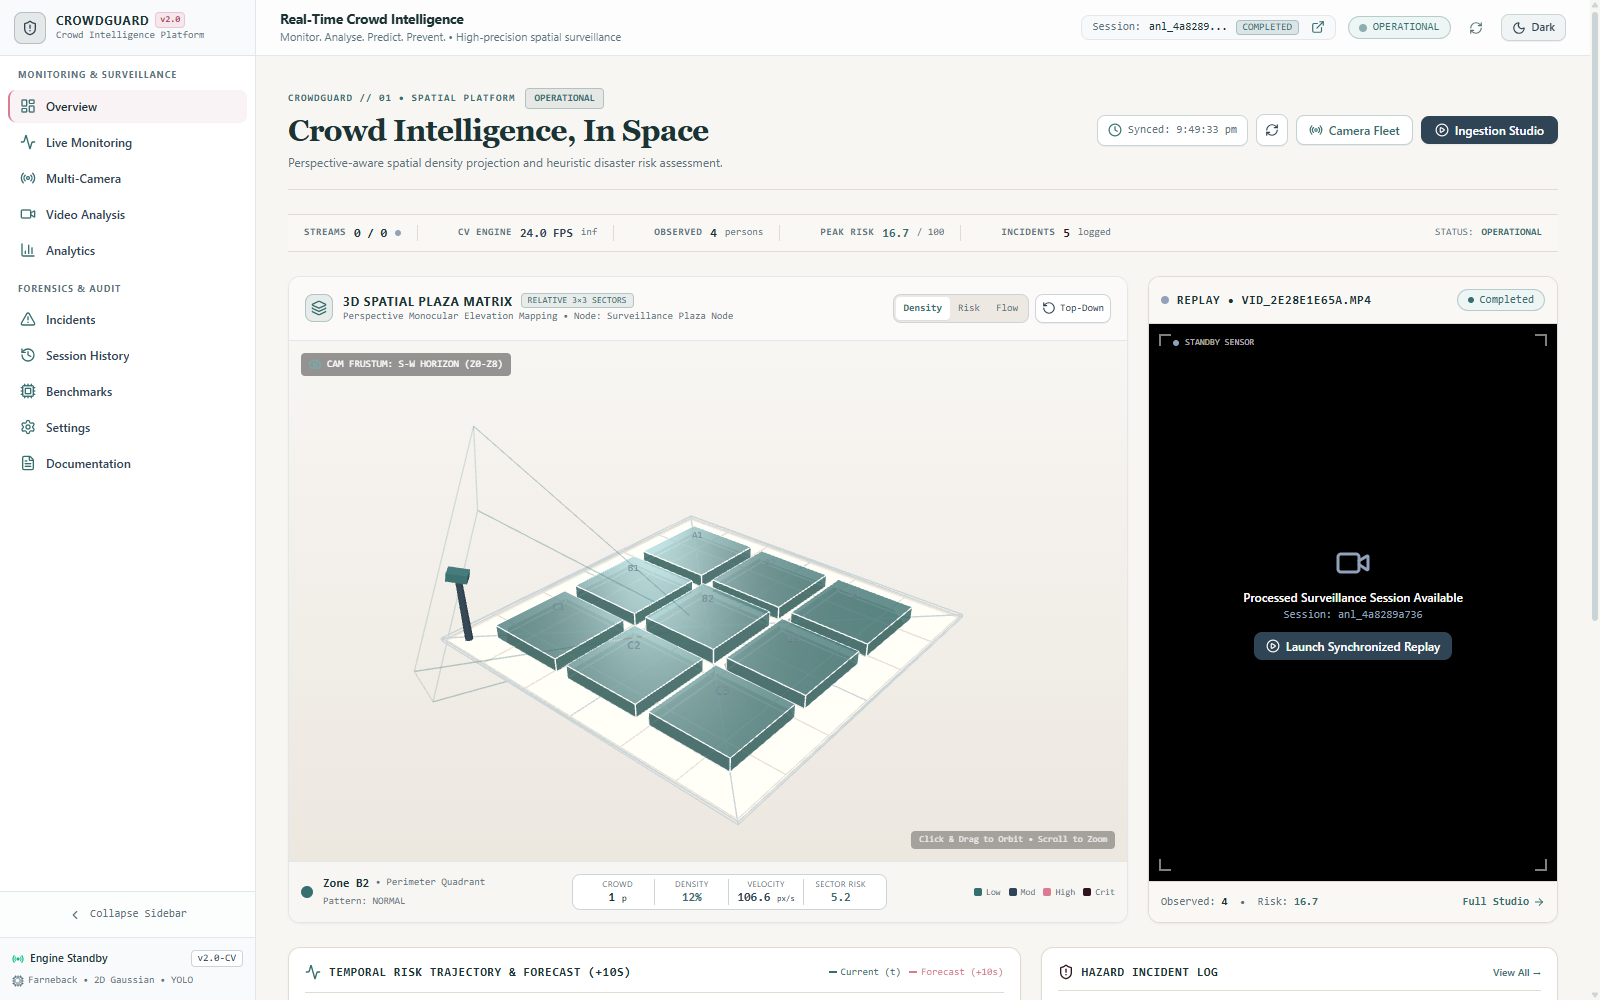 CROWDGUARD v2.0
Crowd Intelligence Platform
MONITORING & SURVEILLANCE
Overview
Live Monitoring
Multi-Camera
Video Analysis
Analytics
FORENSICS & AUDIT
Incidents
Session History
Benchmarks
Settings
Documentation
Collapse Sidebar
Engine Standby v2.0-CV
Farneback • 2D Gaussian • YOLO
Real-Time Crowd Intelligence
Monitor. Analyse. Predict. Prevent. • High-precision spatial surveillance
Session: anl_4a8289... COMPLETED
OPERATIONAL
Dark
CROWDGUARD // 01 • SPATIAL PLATFORM OPERATIONAL
Crowd Intelligence, In Space
Perspective-aware spatial density projection and heuristic disaster risk assessment.
Synced: 9:49:33 pm
Camera Fleet
Ingestion Studio
STREAMS 0 / 0
CV ENGINE 24.0 FPS inf
OBSERVED 4 persons
PEAK RISK 16.7 / 100
INCIDENTS 5 logged
STATUS: OPERATIONAL
3D SPATIAL PLAZA MATRIX RELATIVE 3×3 SECTORS
Perspective Monocular Elevation Mapping • Node: Surveillance Plaza Node
Density Risk Flow
Top-Down
CAM FRUSTUM: S-W HORIZON (Z0-Z8)
A1
B1
B2
C2
Click & Drag to Orbit • Scroll to Zoom
Zone B2 • Perimeter Quadrant
Pattern: NORMAL
CROWD
1 p
DENSITY
12%
VELOCITY
106.6 px/s
SECTOR RISK
5.2
Low Mod High Crit
REPLAY • VID_2E28E1E65A.MP4
Completed
STANDBY SENSOR
Processed Surveillance Session Available
Session: anl_4a8289a736
Launch Synchronized Replay
Observed: 4 • Risk: 16.7
Full Studio →
TEMPORAL RISK TRAJECTORY & FORECAST (+10S)
Current (t) Forecast (+10s)
HAZARD INCIDENT LOG
View All →